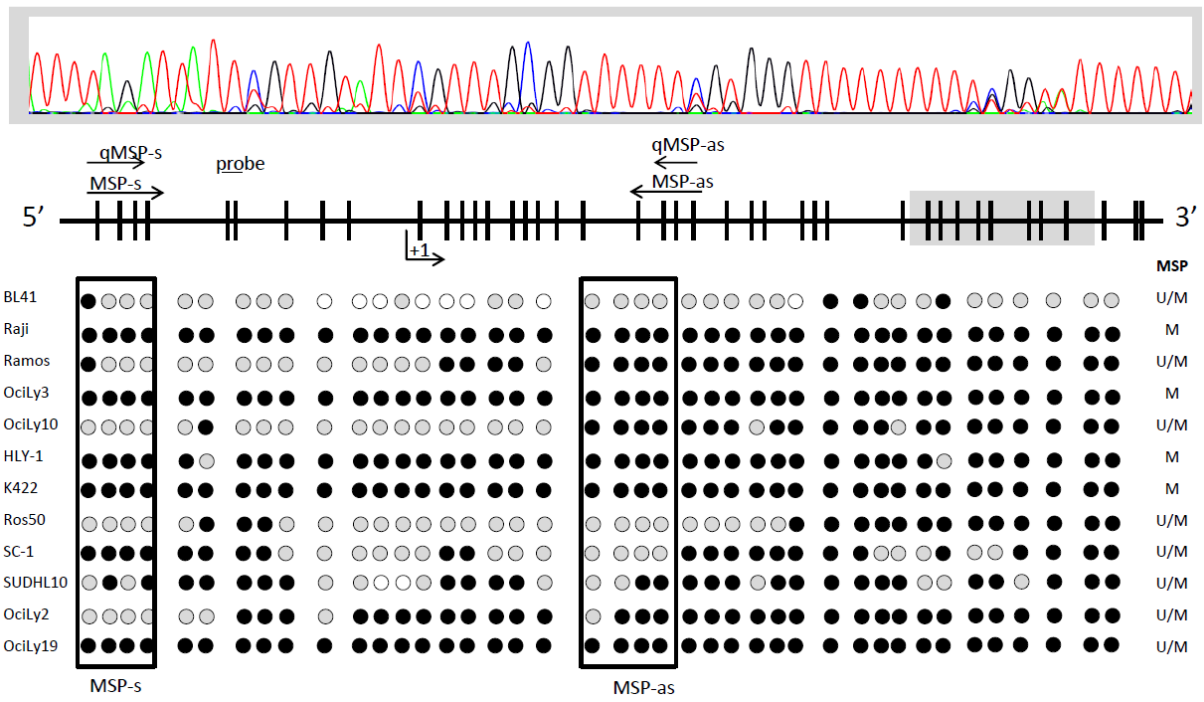 qMSP-s
qMSP-as
probe
MSP-s
MSP-as
5’
3’
+1
MSP
BL41
U/M
Raji
M
Ramos
U/M
OciLy3
M
OciLy10
U/M
HLY-1
M
K422
M
Ros50
U/M
SC-1
U/M
SUDHL10
U/M
OciLy2
U/M
OciLy19
U/M
MSP-s
MSP-as